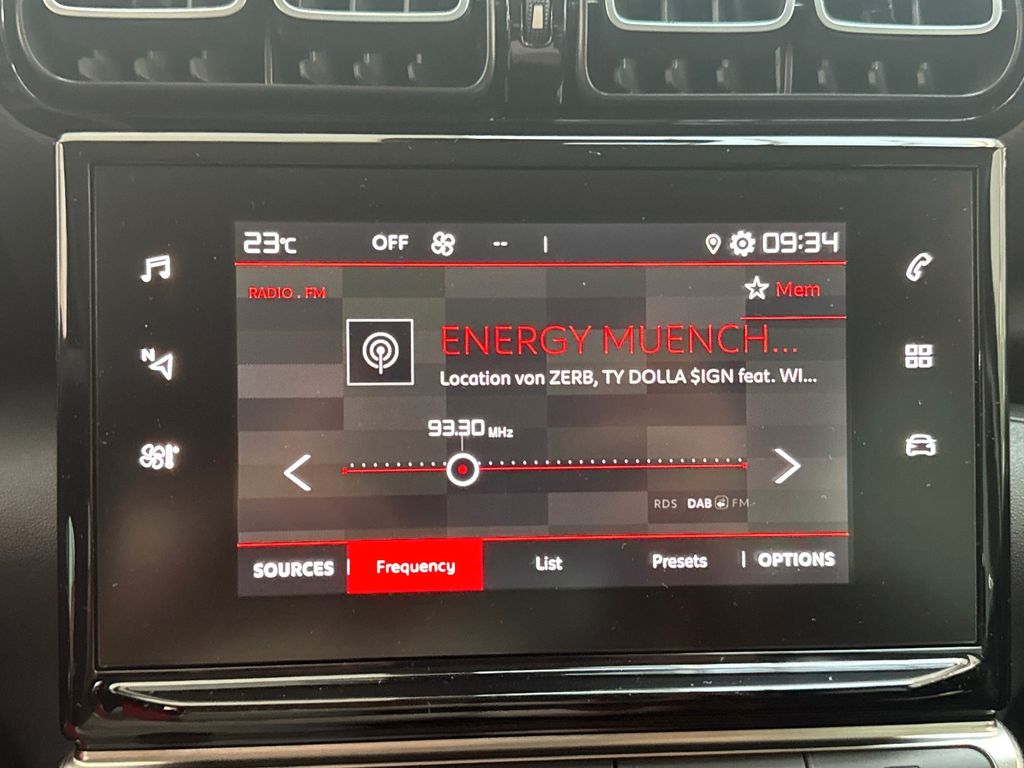 23°C OFF -- 09:34
RADIO . FM
Mem
ENERGY MUENCH...
Location von ZERB, TY DOLLA $IGN feat. WI...
N
93.30 MHz
RDS DAB FM
SOURCES Frequency List Presets OPTIONS